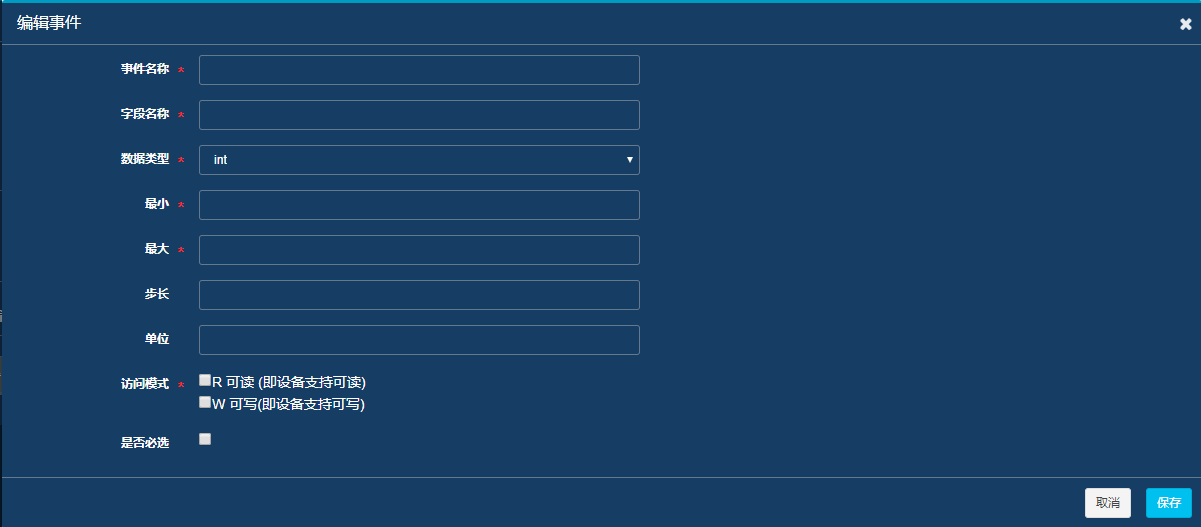 编辑事件
事件名称 *
字段名称 *
数据类型 * int
最小 *
最大 *
步长
单位
访问模式 * R 可读 (即设备支持可读)
W 可写(即设备支持可写)
是否必选
取消 保存